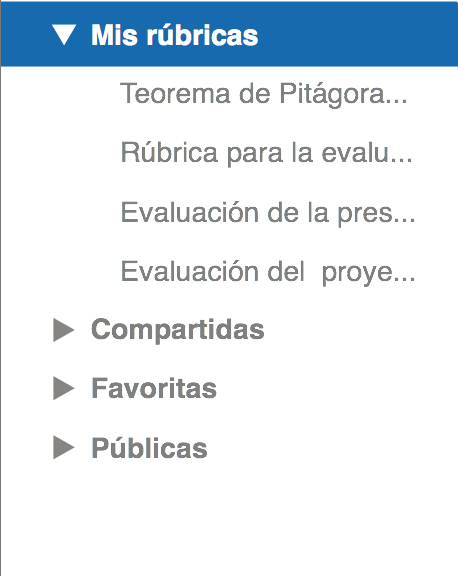 Mis rúbricas
Teorema de Pitágora...
Rúbrica para la evalu...
Evaluación de la pres...
Evaluación del  proye...
Compartidas
Favoritas
Públicas